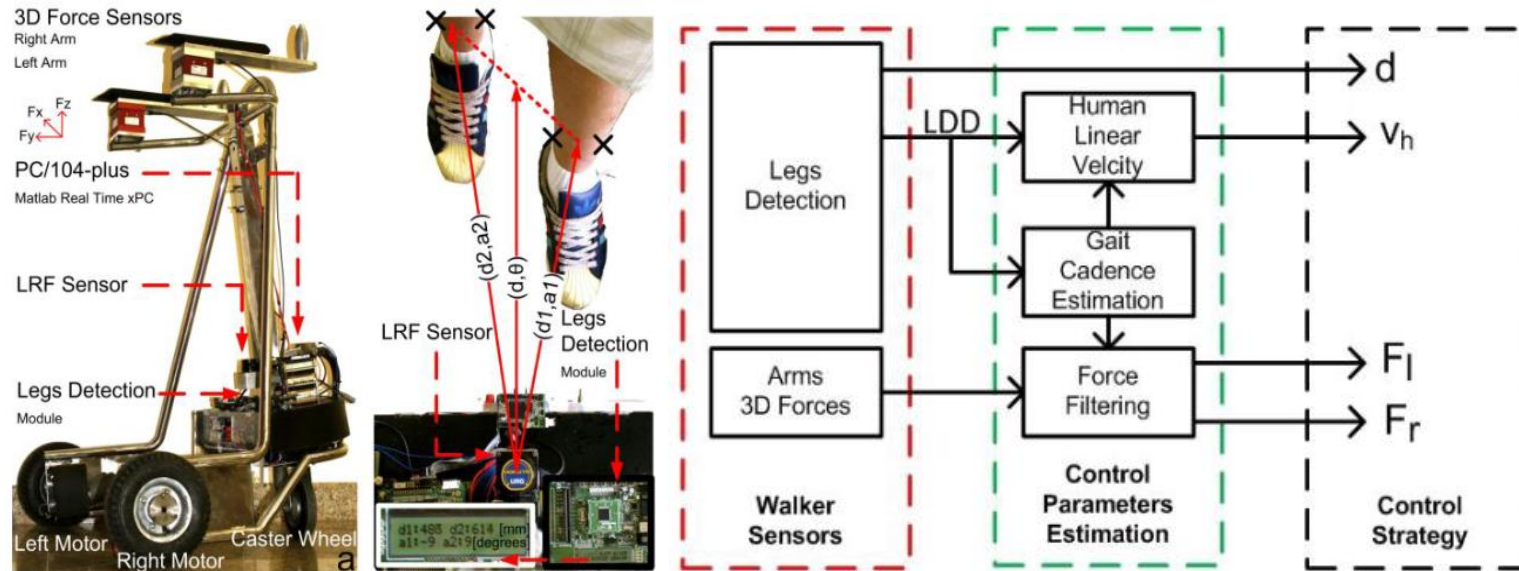 3D Force Sensors
Right Arm
Left Arm
Fz
Fx
Fy
PC/104-plus
Matlab Real Time xPC
LRF Sensor
Legs Detection
Module
Left Motor
Right Motor
Caster Wheel
a
(d2,a2)
(d,θ)
(d1,a1)
LRF Sensor
Legs
Detection
Module
URG
d1:483 d2:614 [mm]
a1:-9 a2:9[degrees]
Legs
Detection
Arms
3D Forces
Walker
Sensors
LDD
Human
Linear
Velcity
Gait
Cadence
Estimation
Force
Filtering
Control
Parameters
Estimation
d
vh
Fl
Fr
Control
Strategy